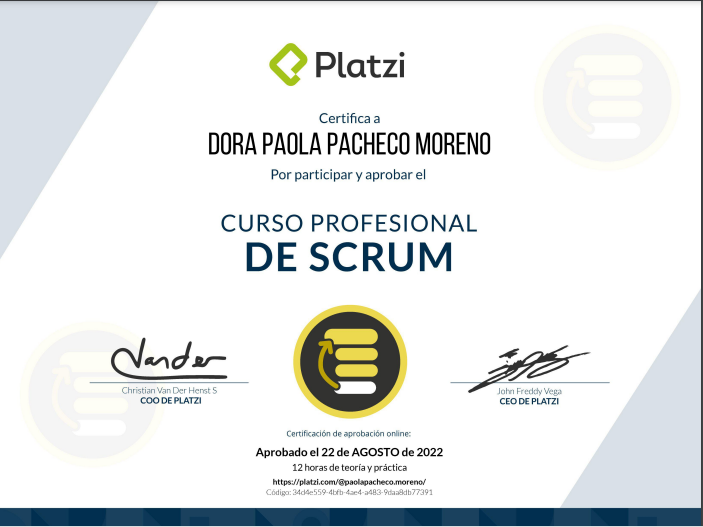 Platzi
Certifica a
DORA PAOLA PACHECO MORENO
Por participar y aprobar el
CURSO PROFESIONAL
DE SCRUM
Vander
Christian Van Der Henst S
COO DE PLATZI
John Freddy Vega
CEO DE PLATZI
Certificación de aprobación online:
Aprobado el 22 de AGOSTO de 2022
12 horas de teoría y práctica
https://platzi.com/@paolapacheco.moreno/
Código: 34d4e559-4bfb-4ae4-a483-9daa8db77391